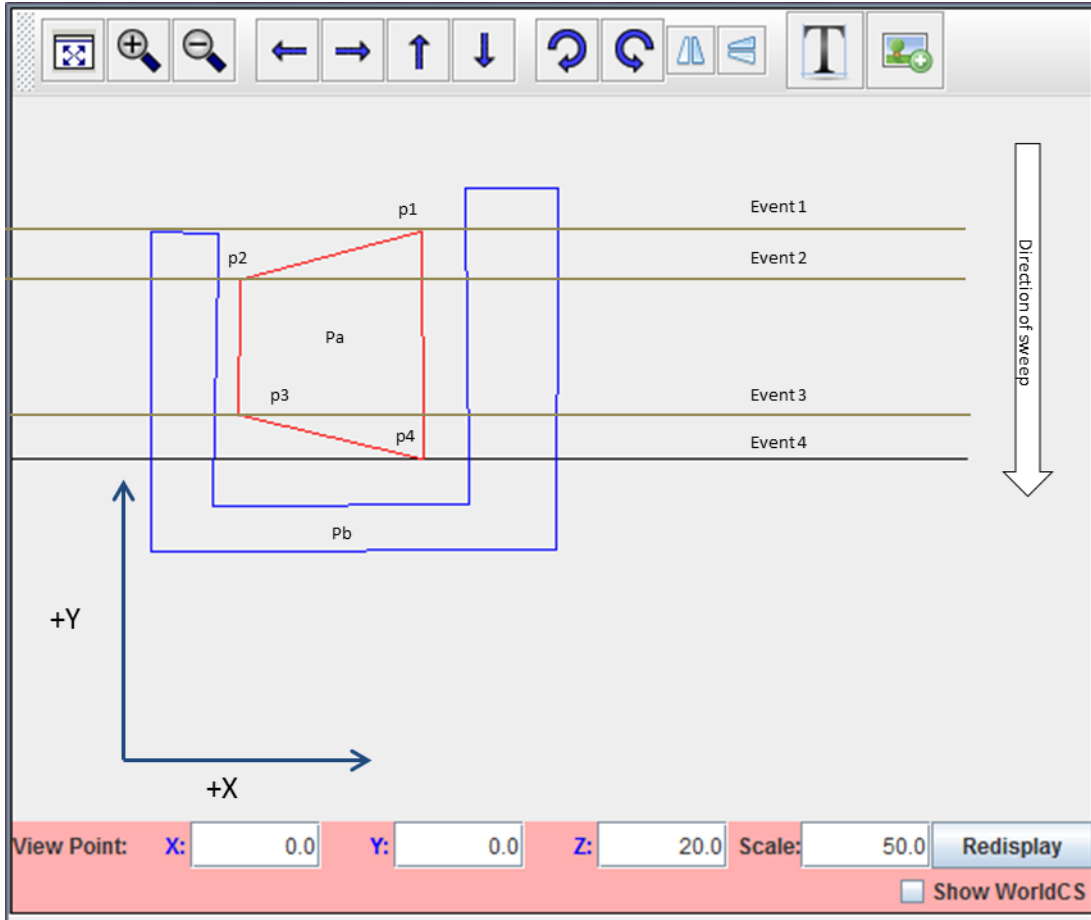 T
p1
Event 1
p2
Event 2
Direction of sweep
Pa
p3
Event 3
p4
Event 4
Pb
+Y
+X
View Point: X: 0.0 Y: 0.0 Z: 20.0 Scale: 50.0 Redisplay
Show WorldCS